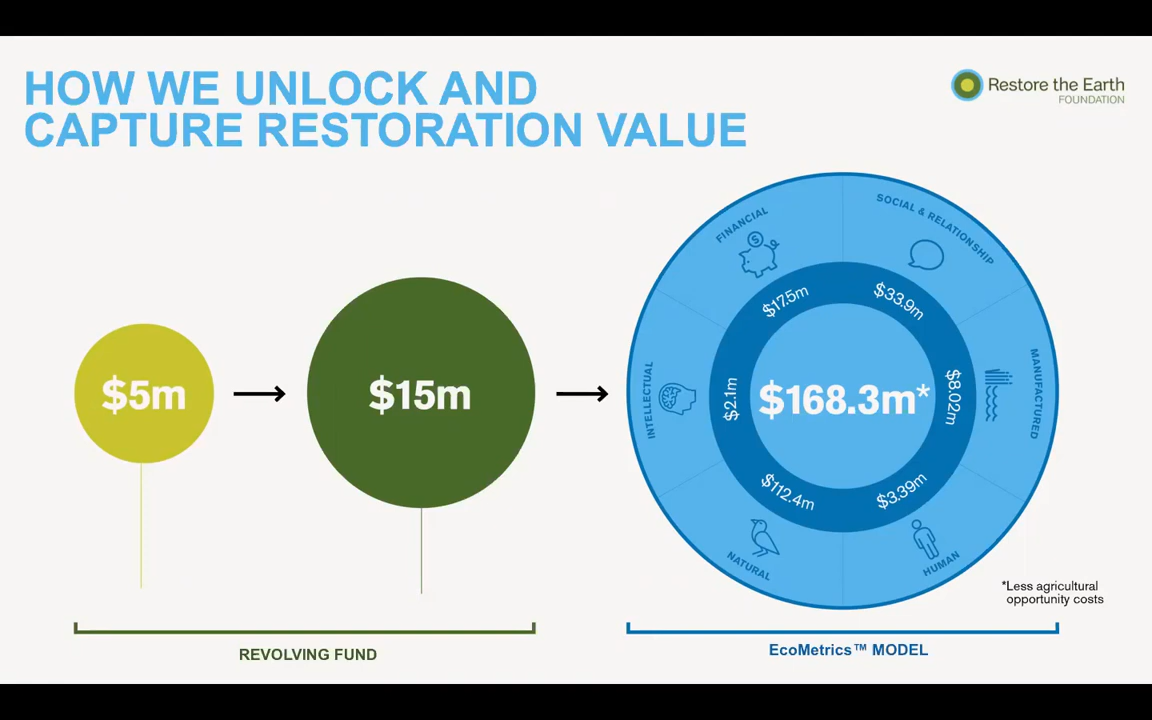 HOW WE UNLOCK AND
CAPTURE RESTORATION VALUE
Restore the Earth
FOUNDATION
$5m
$15m
$168.3m*
FINANCIAL
$17.5m
SOCIAL & RELATIONSHIP
$33.9m
MANUFACTURED
$8.02m
HUMAN
$3.39m
NATURAL
$112.4m
INTELLECTUAL
$2.1m
*Less agricultural
opportunity costs
REVOLVING FUND
EcoMetrics™ MODEL